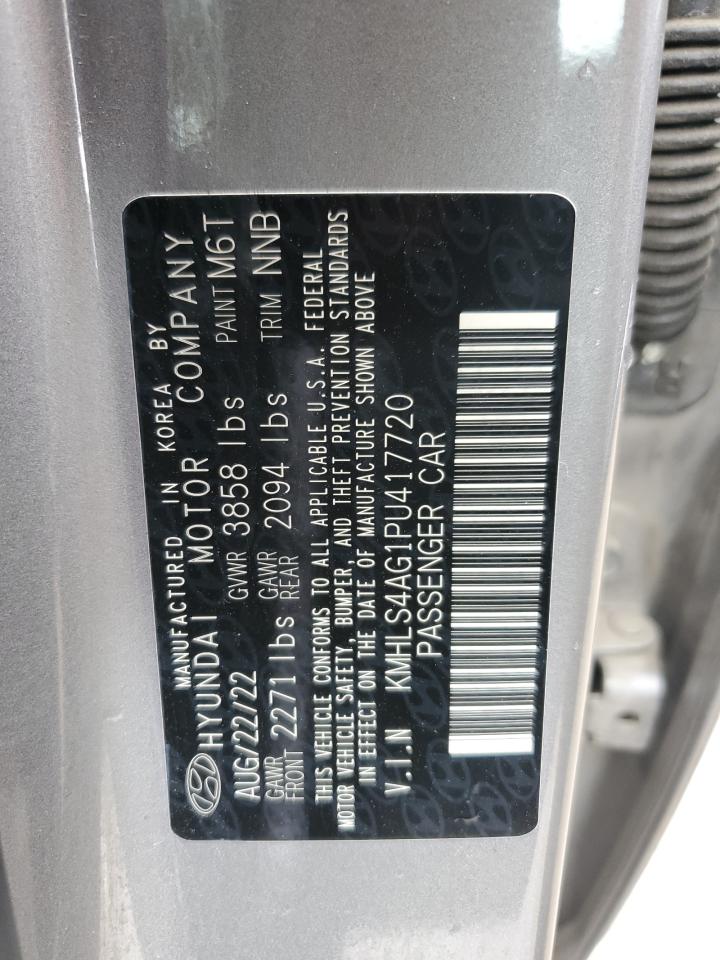 MANUFACTURED IN KOREA BY
HYUNDAI MOTOR COMPANY
AUG/22/22 GVWR 3858 lbs PAINT M6T
GAWR FRONT 2271 lbs GAWR REAR 2094 lbs TRIM NNB
THIS VEHICLE CONFORMS TO ALL APPLICABLE U.S.A. FEDERAL
MOTOR VEHICLE SAFETY, BUMPER, AND THEFT PREVENTION STANDARDS
IN EFFECT ON THE DATE OF MANUFACTURE SHOWN ABOVE
V.I.N KMHLS4AG1PU417720
PASSENGER CAR